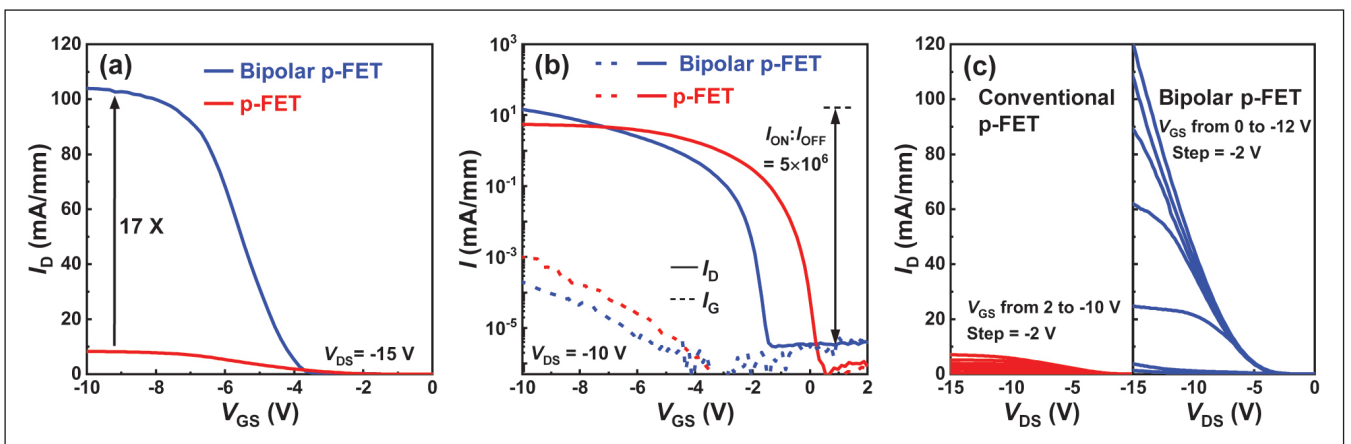 (a)
Bipolar p-FET
p-FET
17 X
V_DS = -15 V
120
100
80
60
40
20
0
-10
-8
-6
-4
-2
0
I_D (mA/mm)
V_GS (V)
(b)
Bipolar p-FET
p-FET
I_ON:I_OFF
= 5×10^6
I_D
I_G
V_DS = -10 V
10^3
10^1
10^-1
10^-3
10^-5
-10
-8
-6
-4
-2
0
2
I (mA/mm)
V_GS (V)
(c)
Conventional
p-FET
V_GS from 2 to -10 V
Step = -2 V
Bipolar p-FET
V_GS from 0 to -12 V
Step = -2 V
120
100
80
60
40
20
0
-15
-10
-5
-15
-10
-5
0
I_D (mA/mm)
V_DS (V)
V_DS (V)